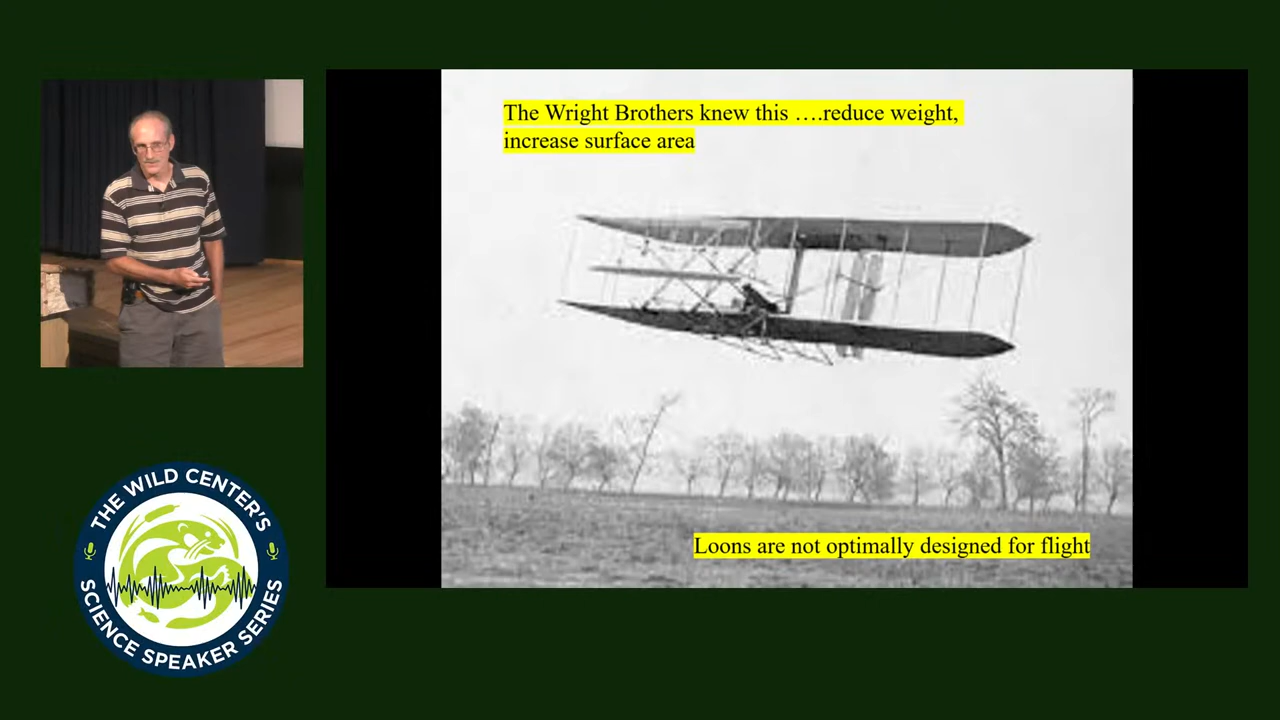 The Wright Brothers knew this ….reduce weight,
increase surface area
Loons are not optimally designed for flight
THE WILD CENTER'S
SCIENCE SPEAKER SERIES